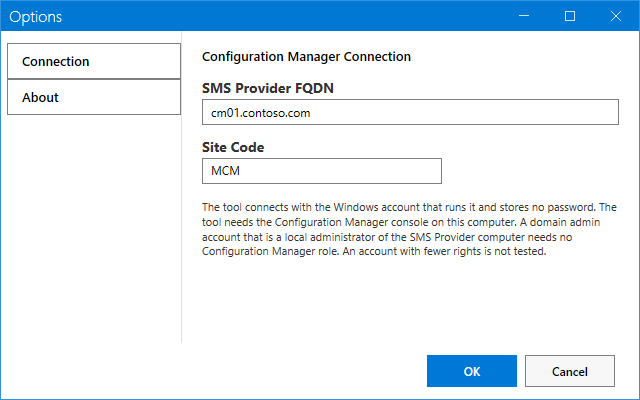 Options
Connection
About
Configuration Manager Connection
SMS Provider FQDN
cm01.contoso.com
Site Code
MCM
The tool connects with the Windows account that runs it and stores no password. The
tool needs the Configuration Manager console on this computer. A domain admin
account that is a local administrator of the SMS Provider computer needs no
Configuration Manager role. An account with fewer rights is not tested.
OK
Cancel